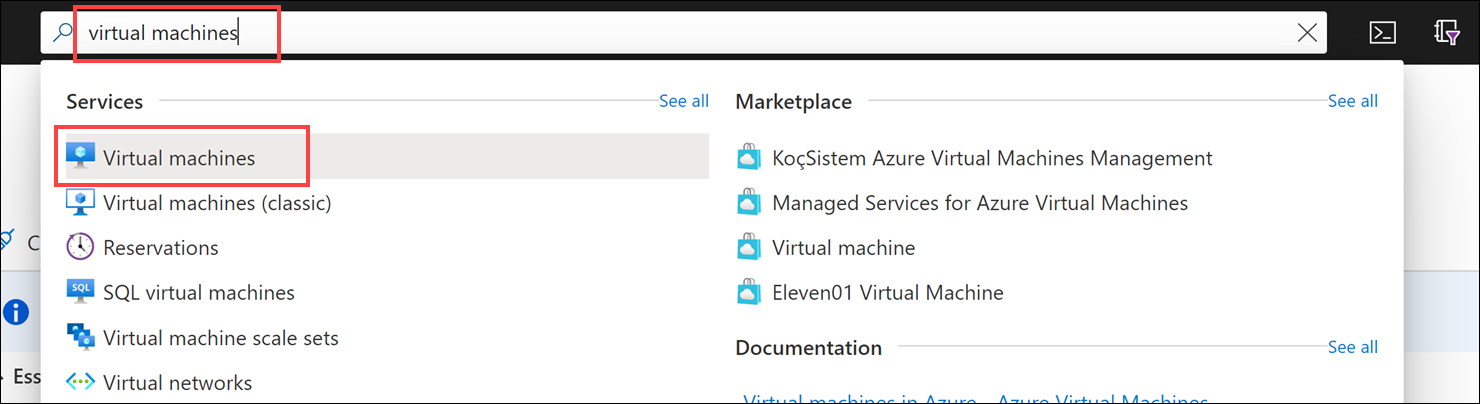 virtual machines
Services
See all
Virtual machines
Virtual machines (classic)
Reservations
SQL
SQL virtual machines
Virtual machine scale sets
Virtual networks
Marketplace
See all
KoçSistem Azure Virtual Machines Management
Managed Services for Azure Virtual Machines
Virtual machine
Eleven01 Virtual Machine
Documentation
See all
Virtual machines in Azure - Azure Virtual Machines
C
Ess